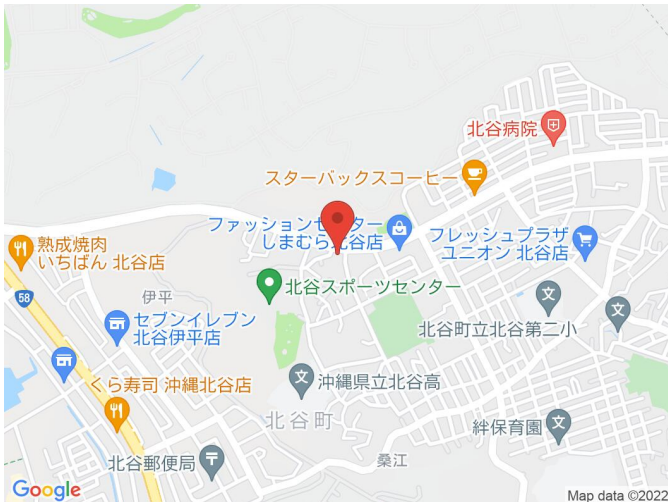 北谷病院
スターバックスコーヒー
ファッションセンター
しまむら北谷店
フレッシュプラザ
ユニオン 北谷店
熟成焼肉
いちばん 北谷店
北谷スポーツセンター
58
伊平
セブンイレブン
北谷伊平店
北谷町立北谷第二小
文
文
くら寿司 沖縄北谷店
文
沖縄県立北谷高
北谷町
絆保育園
文
北谷郵便局
桑江
Google
Map data ©2022